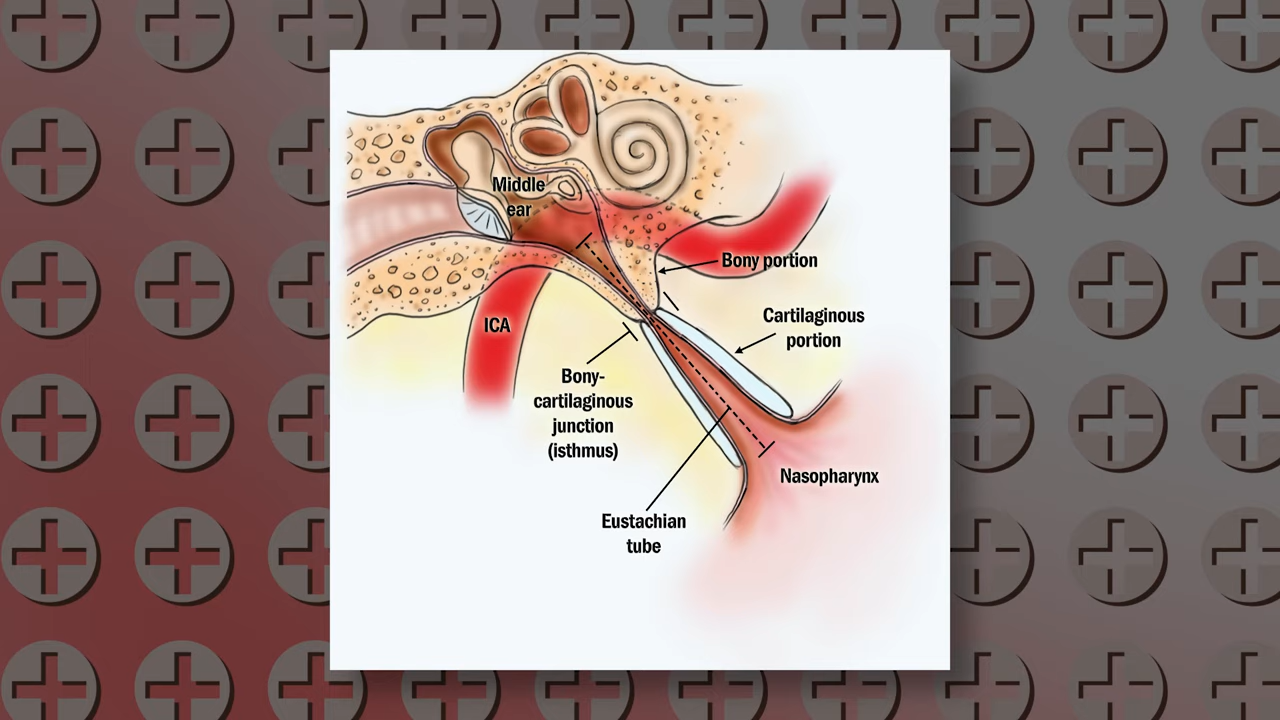 Middle
ear
Bony portion
ICA
Cartilaginous
portion
Bony-
cartilaginous
junction
(isthmus)
Nasopharynx
Eustachian
tube